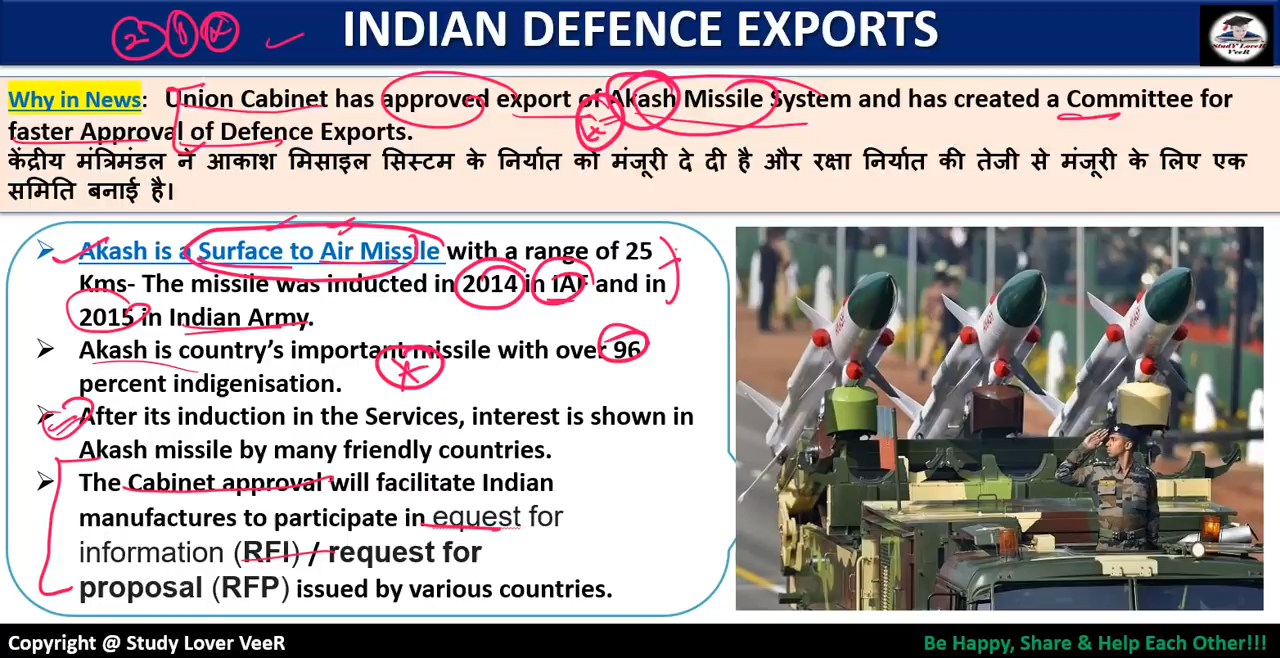 INDIAN DEFENCE EXPORTS
StudY LoveR
VeeR
Why in News: Union Cabinet has approved export of Akash Missile System and has created a Committee for
faster Approval of Defence Exports.
केंद्रीय मंत्रिमंडल ने आकाश मिसाइल सिस्टम के निर्यात को मंजूरी दे दी है और रक्षा निर्यात की तेजी से मंजूरी के लिए एक
समिति बनाई है।
➢ Akash is a Surface to Air Missile with a range of 25
Kms- The missile was inducted in 2014 in IAF and in
2015 in Indian Army.
➢ Akash is country's important missile with over 96
percent indigenisation.
➢ After its induction in the Services, interest is shown in
Akash missile by many friendly countries.
➢ The Cabinet approval will facilitate Indian
manufactures to participate in equest for
information (RFI) / request for
proposal (RFP) issued by various countries.
Copyright @ Study Lover VeeR
Be Happy, Share & Help Each Other!!!